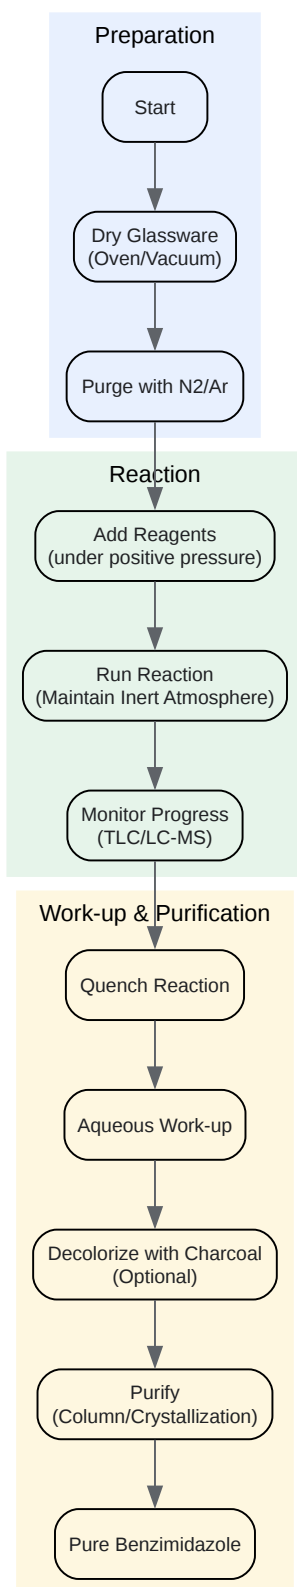 Preparation
Start
Dry Glassware
(Oven/Vacuum)
Purge with N2/Ar
Reaction
Add Reagents
(under positive pressure)
Run Reaction
(Maintain Inert Atmosphere)
Monitor Progress
(TLC/LC-MS)
Work-up & Purification
Quench Reaction
Aqueous Work-up
Decolorize with Charcoal
(Optional)
Purify
(Column/Crystallization)
Pure Benzimidazole